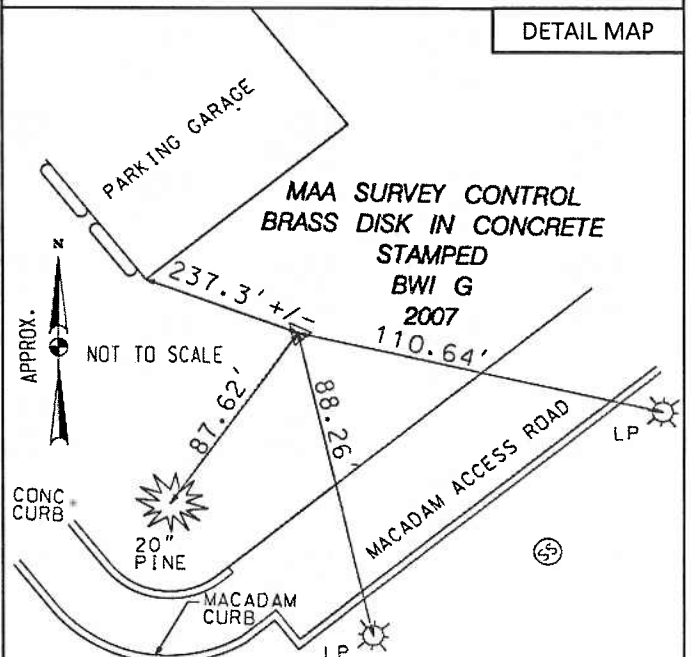 DETAIL MAP
PARKING GARAGE
MAA SURVEY CONTROL
BRASS DISK IN CONCRETE
STAMPED
BWI G
2007
237.3'+/-
110.64'
N
APPROX.
NOT TO SCALE
87.62'
88.26'
LP
MACADAM ACCESS ROAD
CONC
CURB
20"
PINE
SS
MACADAM
CURB
LP